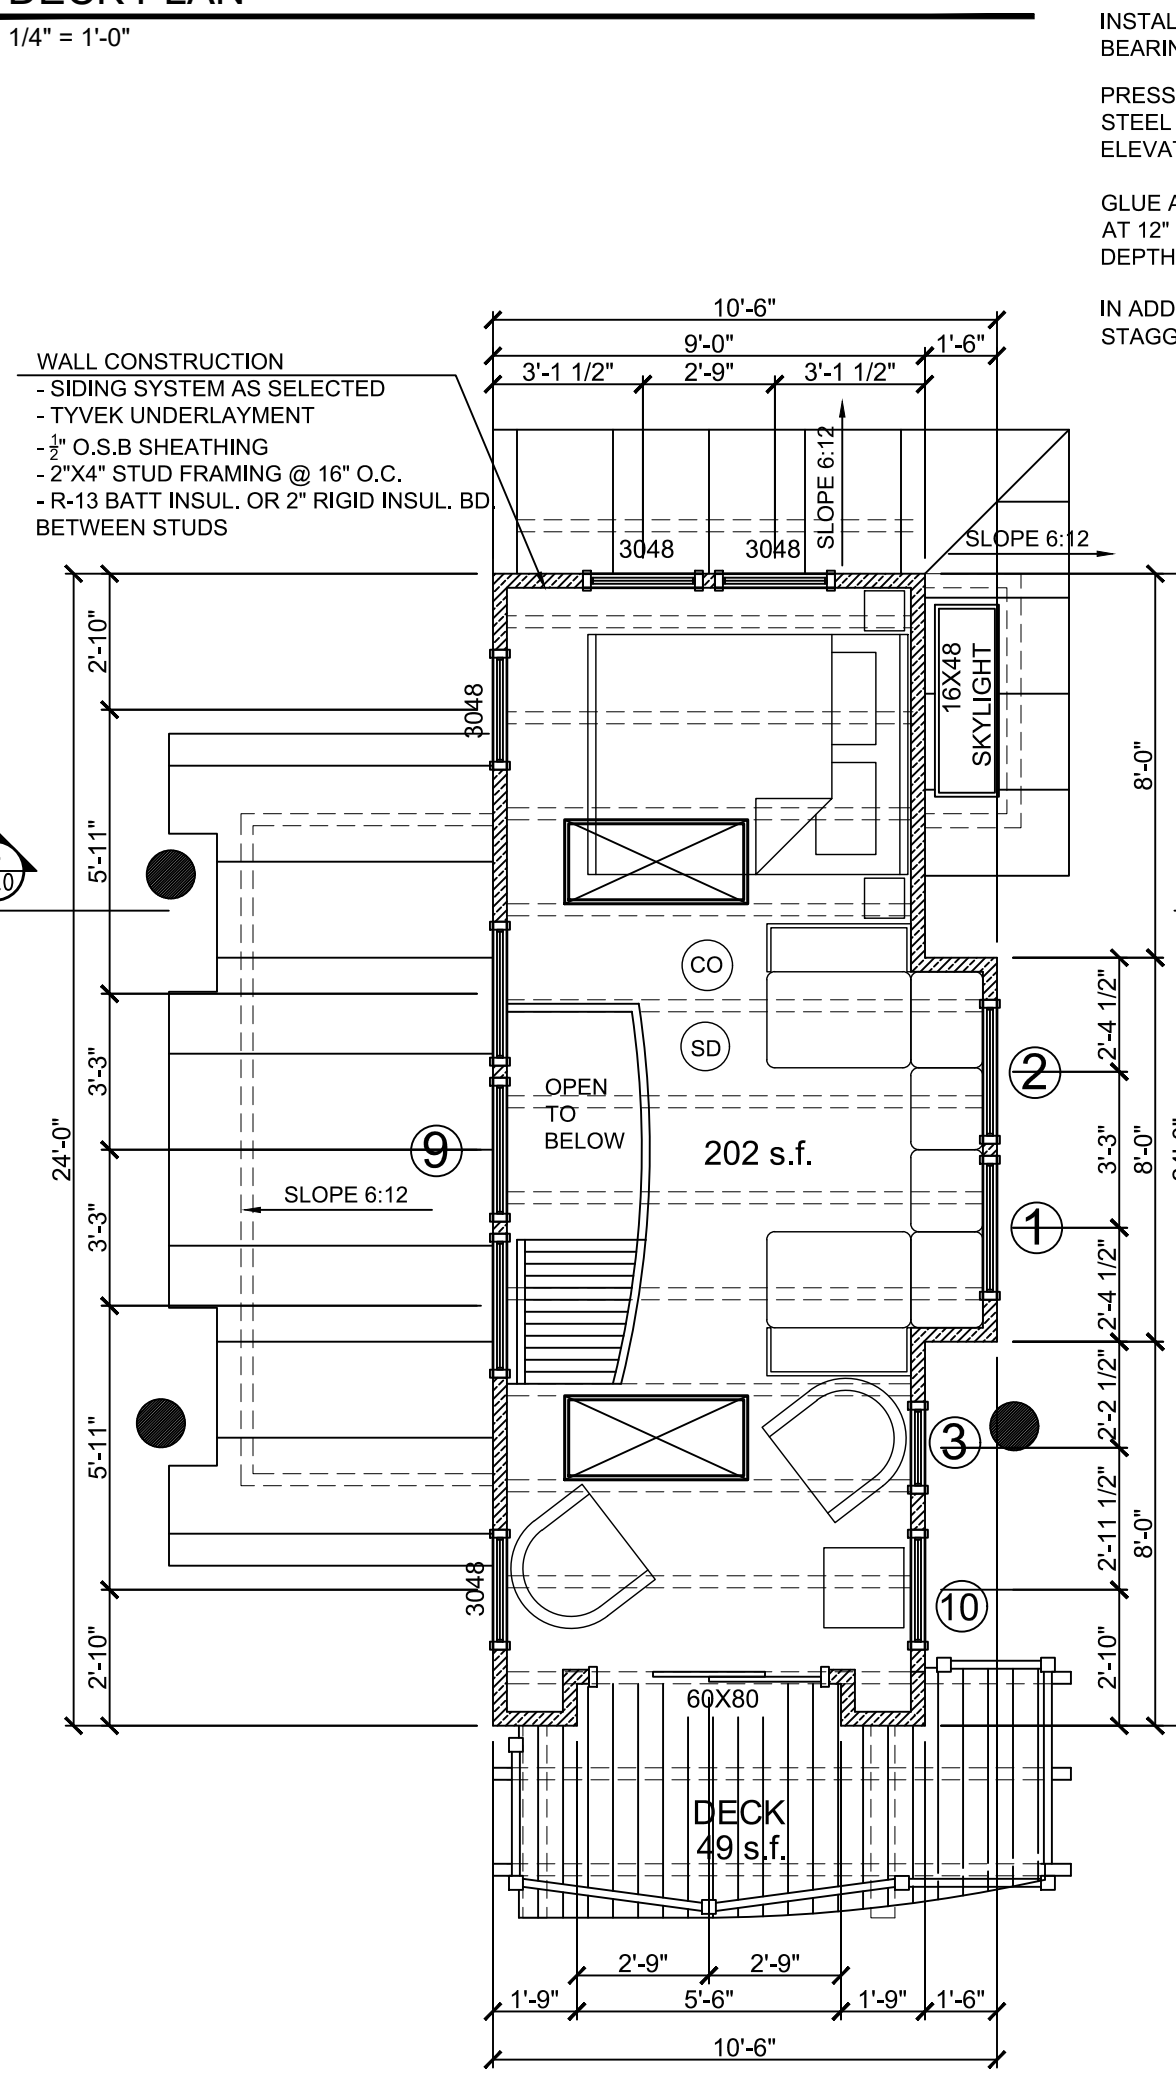 1/4" = 1'-0"
10'-6"
9'-0"
1'-6"
3'-1 1/2"
2'-9"
3'-1 1/2"
WALL CONSTRUCTION
- SIDING SYSTEM AS SELECTED
- TYVEK UNDERLAYMENT
- ½" O.S.B SHEATHING
- 2"X4" STUD FRAMING @ 16" O.C.
- R-13 BATT INSUL. OR 2" RIGID INSUL. BD.
BETWEEN STUDS
INSTAL
BEARIN
PRESS
STEEL
ELEVAT
GLUE A
AT 12"
DEPTH
IN ADD
STAGG
SLOPE 6:12
3048
3048
SLOPE 6:12
16X48
SKYLIGHT
3048
2'-10"
5'-11"
3'-3"
24'-0"
3'-3"
5'-11"
2'-10"
CO
SD
OPEN
TO
BELOW
202 s.f.
9
SLOPE 6:12
2
1
3
10
8'-0"
2'-4 1/2"
3'-3"
8'-0"
2'-4 1/2"
2'-2 1/2"
2'-11 1/2"
8'-0"
2'-10"
3048
60X80
DECK
49 s.f.
2'-9"
2'-9"
1'-9"
5'-6"
1'-9"
1'-6"
10'-6"